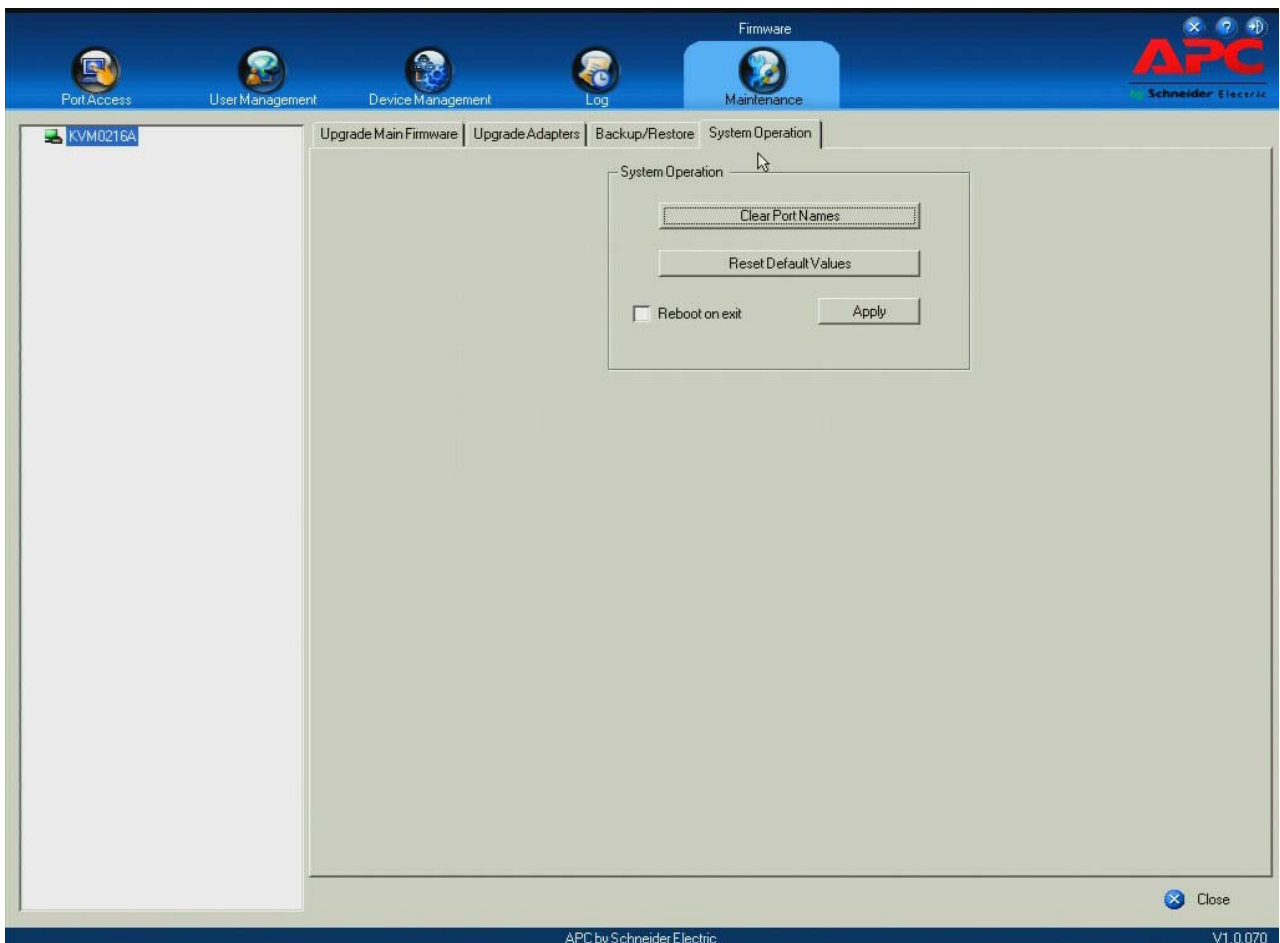 Firmware
Port Access
User Management
Device Management
Log
Maintenance
APC
by Schneider Electric
KVM0216A
Upgrade Main Firmware
Upgrade Adapters
Backup/Restore
System Operation
System Operation
Clear Port Names
Reset Default Values
Reboot on exit
Apply
Close
APC by Schneider Electric
V1.0.070